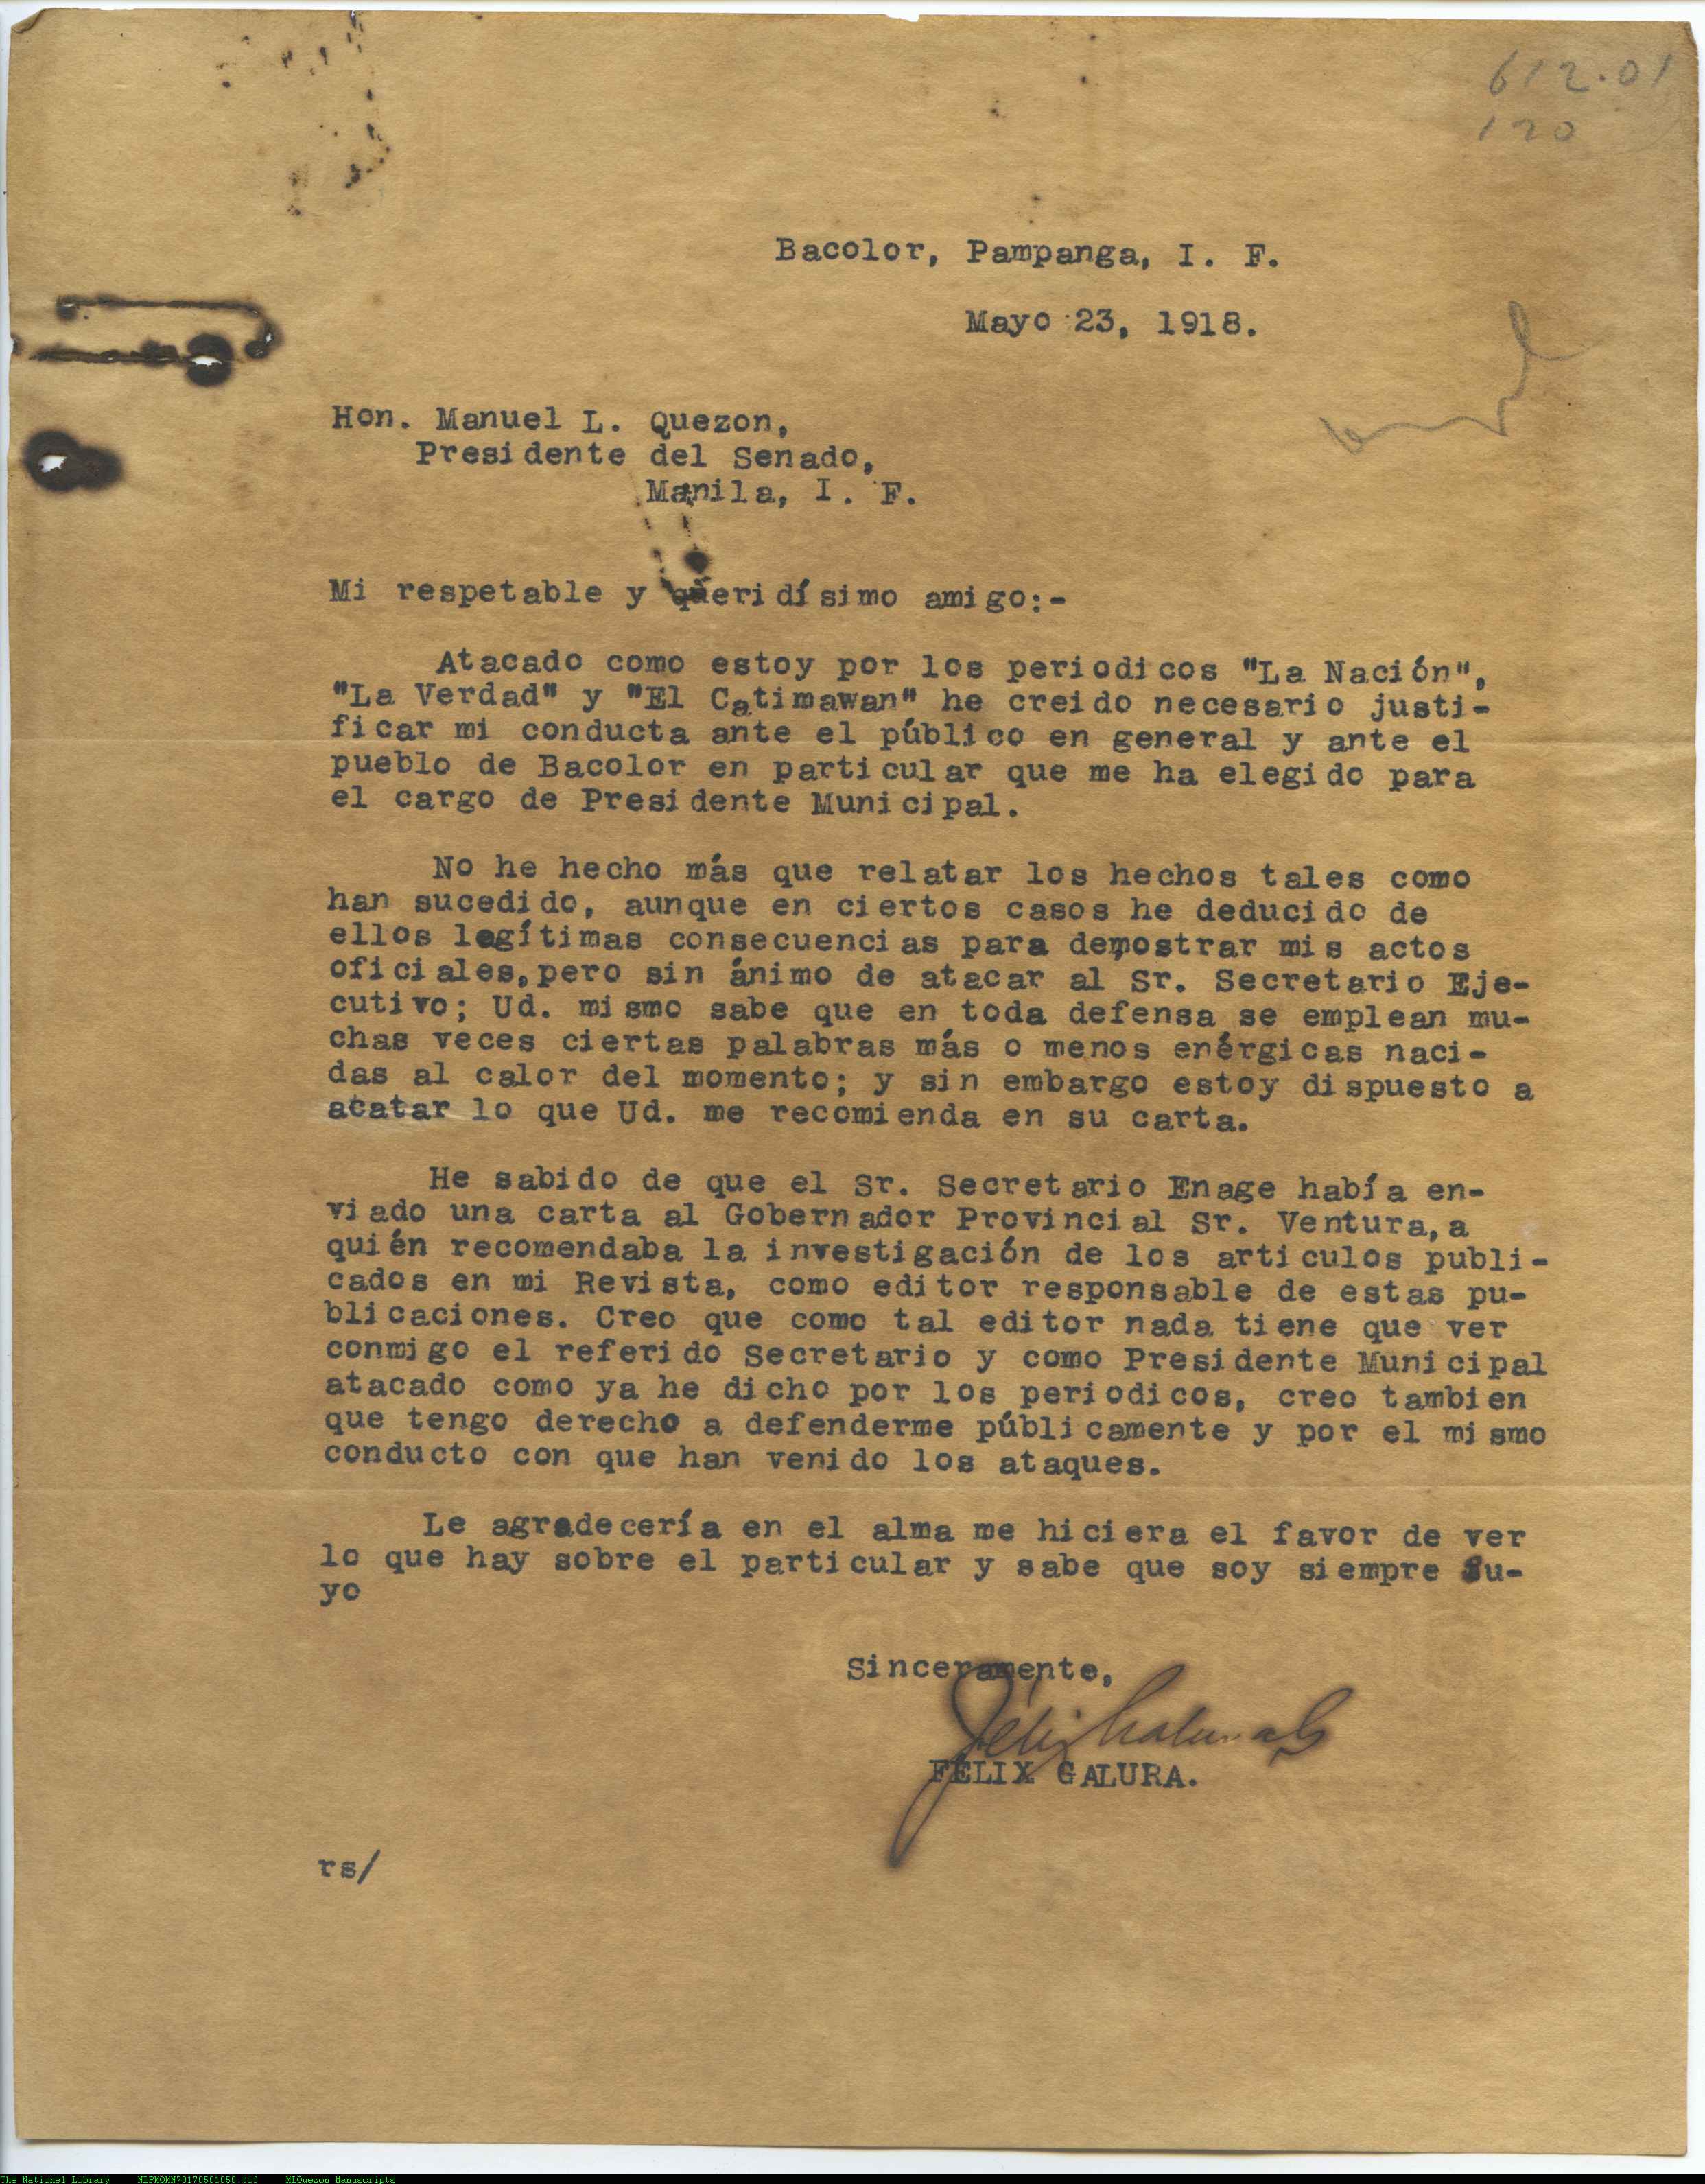 612.01
120
Bacolor, Pampanga, I. F.
Mayo 23, 1918.
Hon. Manuel L. Quezon,
Presidente del Senado,
Manila, I. F.
Mi respetable y queridísimo amigo:-
Atacado como estoy por los periodicos "La Nación",
"La Verdad" y "El Catimawan" he creido necesario justi-
ficar mi conducta ante el público en general y ante el
pueblo de Bacolor en particular que me ha elegido para
el cargo de Presidente Municipal.
No he hecho más que relatar los hechos tales como
han sucedido, aunque en ciertos casos he deducido de
ellos legítimas consecuencias para demostrar mis actos
oficiales,pero sin ánimo de atacar al Sr. Secretario Eje-
cutivo; Ud. mismo sabe que en toda defensa se emplean mu-
chas veces ciertas palabras más o menos enérgicas naci-
das al calor del momento; y sin embargo estoy dispuesto a
acatar lo que Ud. me recomienda en su carta.
He sabido de que el Sr. Secretario Enage había en-
viado una carta al Gobernador Provincial Sr. Ventura,a
quién recomendaba la investigación de los articulos publi-
cados en mi Revista, como editor responsable de estas pu-
blicaciones. Creo que como tal editor nada tiene que ver
conmigo el referido Secretario y como Presidente Municipal
atacado como ya he dicho por los periodicos, creo tambien
que tengo derecho a defenderme públicamente y por el mismo
conducto con que han venido los ataques.
Le agradecería en el alma me hiciera el favor de ver
lo que hay sobre el particular y sabe que soy siempre Su-
yo
Sinceramente,
Félix Galura
FÉLIX GALURA.
rs/
The National Library NLPMQMN70170501050.tif MLQuezon Manuscripts